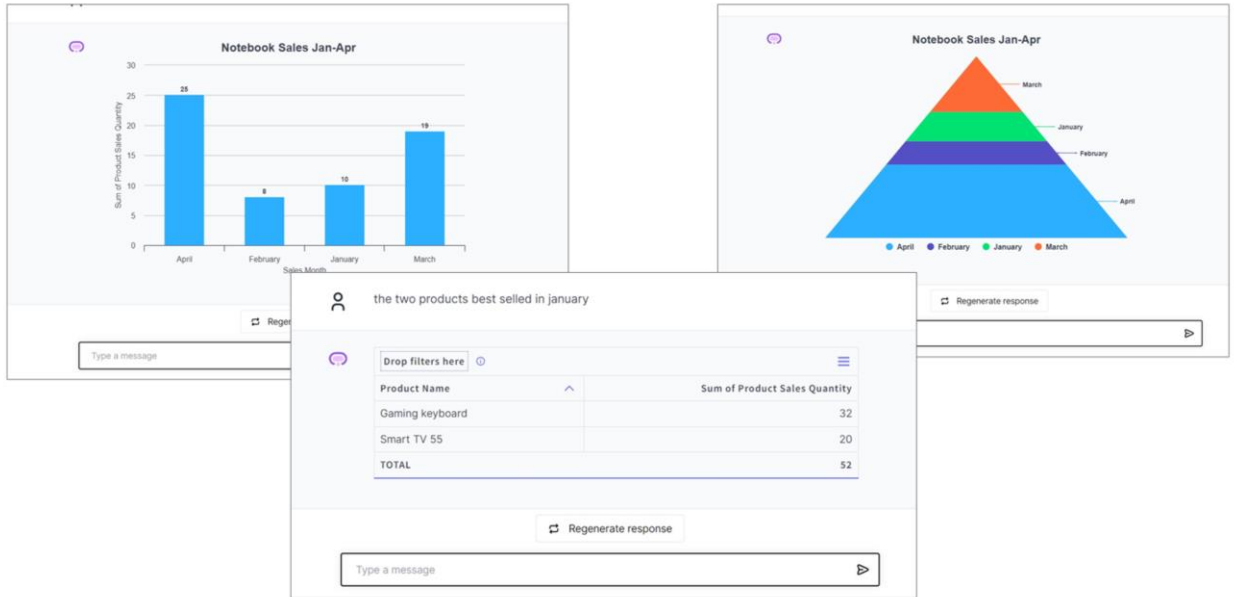 Notebook Sales Jan-Apr
Sum of Product Sales Quantity
30
25
20
15
10
5
0
25
8
10
19
April February January March
Sales Month
Type a message
Notebook Sales Jan-Apr
March
January
February
April
April February January March
Regenerate response
the two products best selled in january
Drop filters here
Product Name Sum of Product Sales Quantity
Gaming keyboard 32
Smart TV 55 20
TOTAL 52
Regenerate response
Type a message